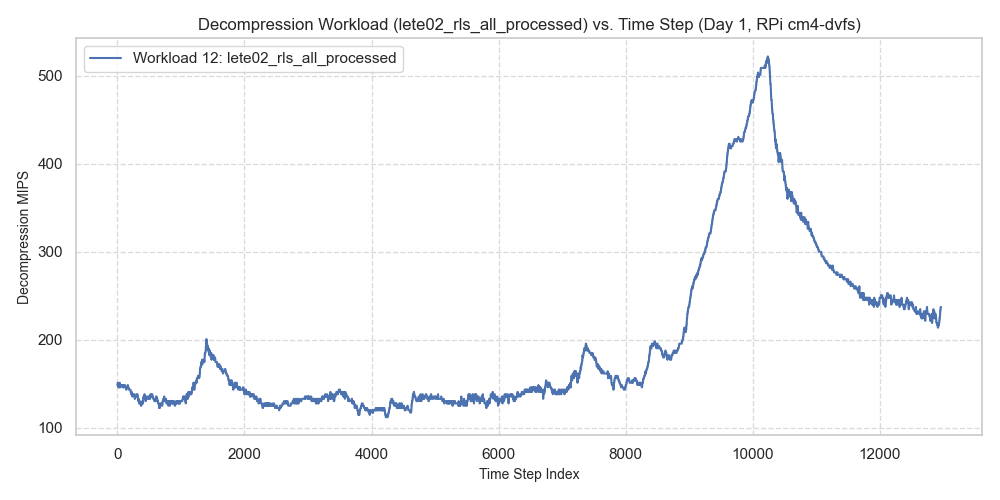 Decompression Workload (lete02_rls_all_processed) vs. Time Step (Day 1, RPi cm4-dvfs)
Workload 12: lete02_rls_all_processed
500
400
300
200
100
Decompression MIPS
0 2000 4000 6000 8000 10000 12000
Time Step Index